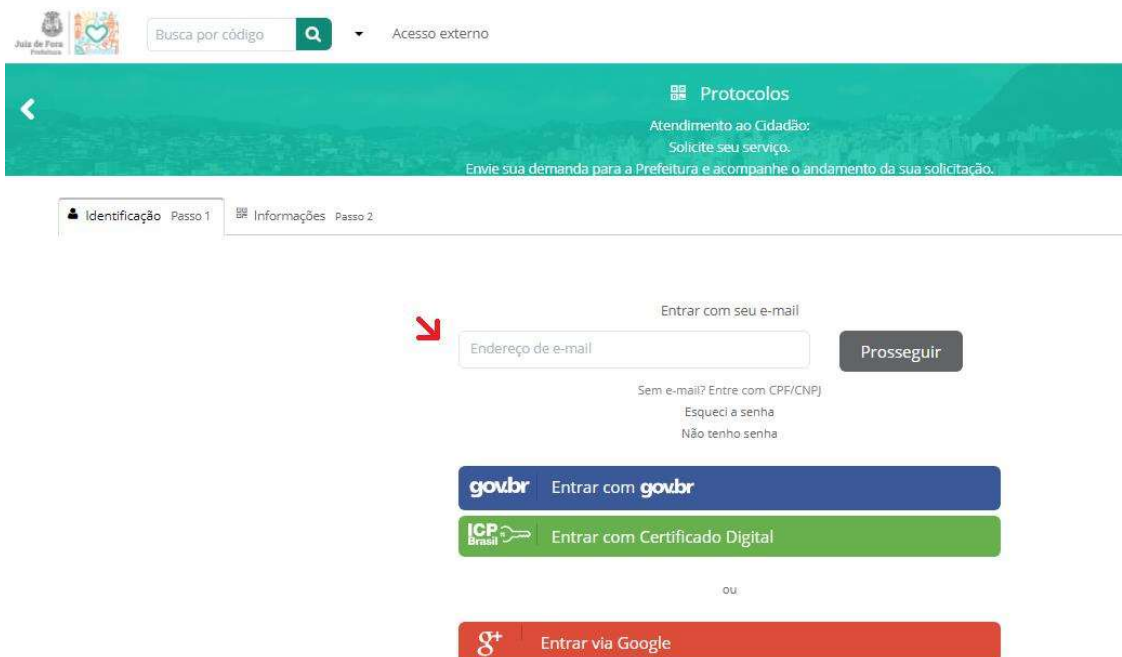 Juiz de Fora
Prefeitura
Busca por código
Acesso externo
Protocolos
Atendimento ao Cidadão:
Solicite seu serviço.
Envie sua demanda para a Prefeitura e acompanhe o andamento da sua solicitação.
Identificação Passo 1
Informações Passo 2
Entrar com seu e-mail
Endereço de e-mail
Prosseguir
Sem e-mail? Entre com CPF/CNPJ
Esqueci a senha
Não tenho senha
gov.br Entrar com gov.br
ICP Brasil Entrar com Certificado Digital
ou
g+ Entrar via Google